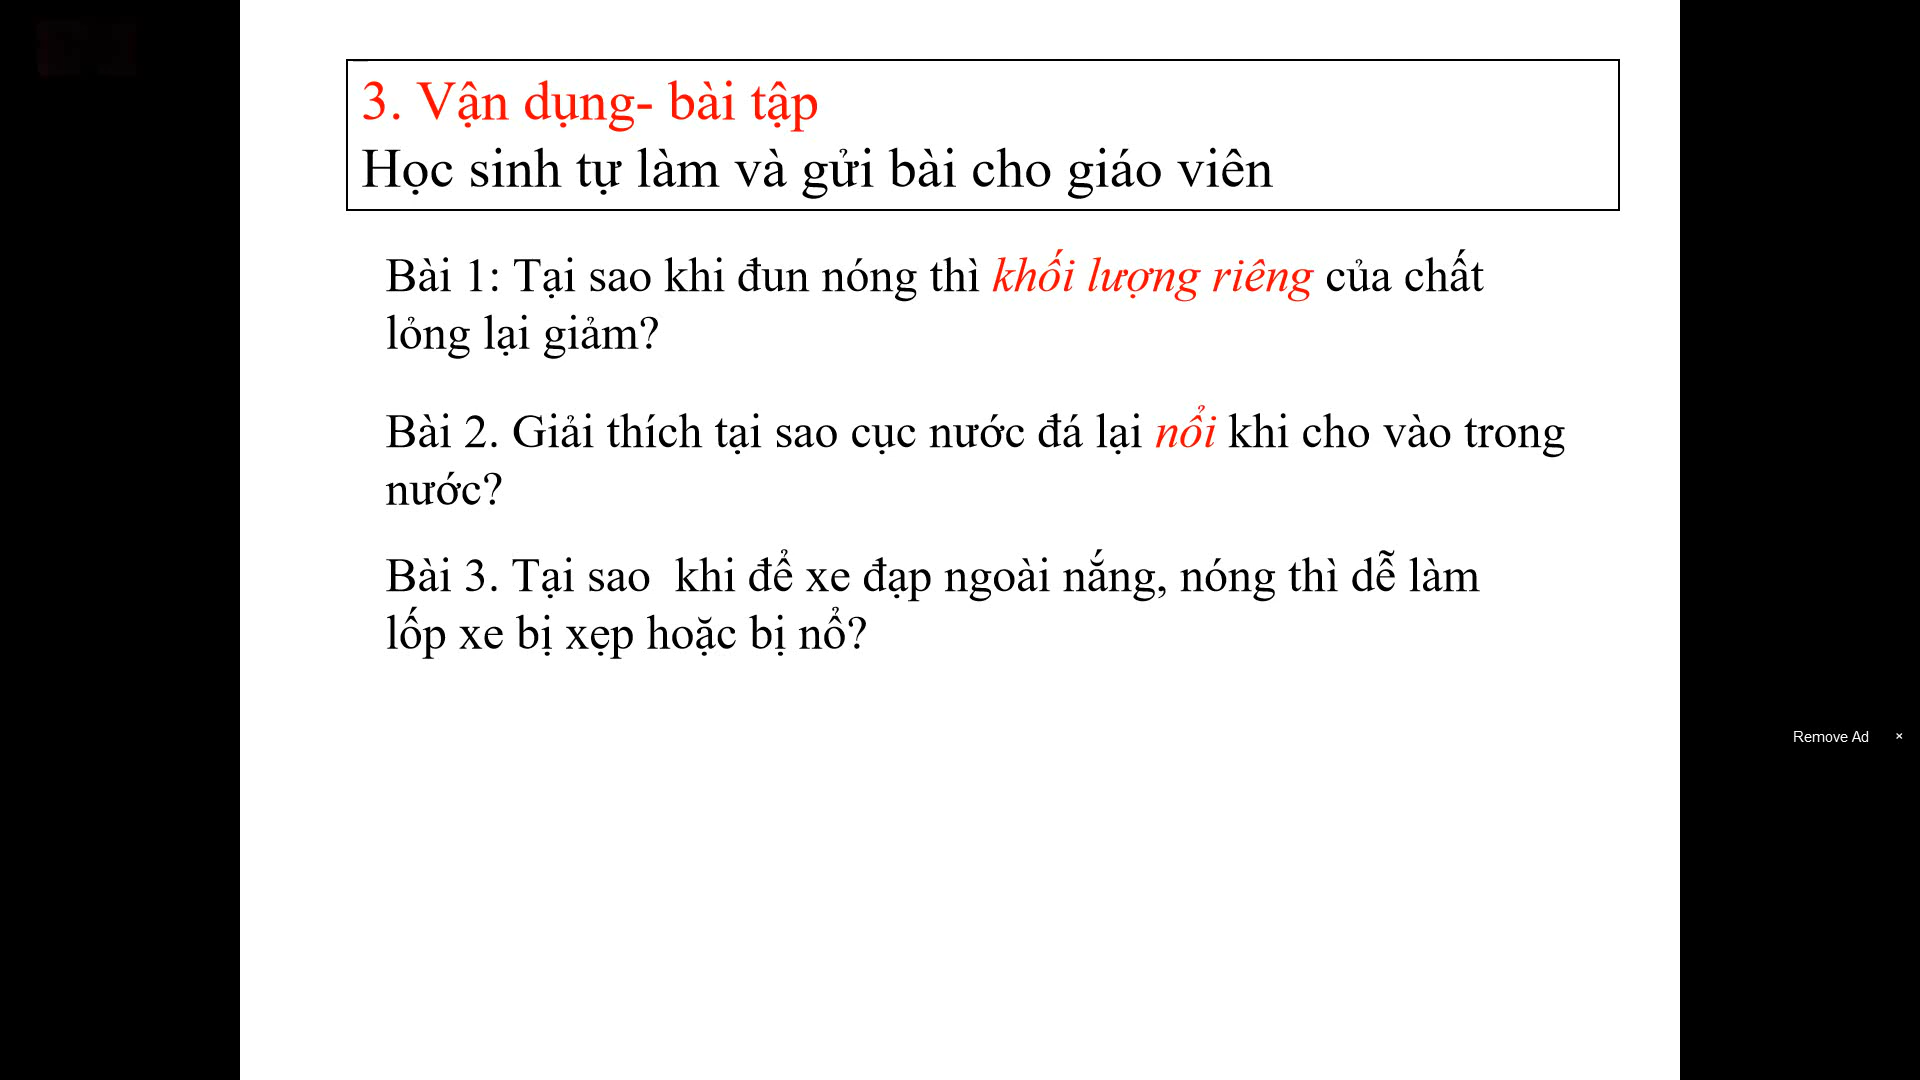 3. Vận dụng- bài tập
Học sinh tự làm và gửi bài cho giáo viên
Bài 1: Tại sao khi đun nóng thì khối lượng riêng của chất
lỏng lại giảm?
Bài 2. Giải thích tại sao cục nước đá lại nổi khi cho vào trong
nước?
Bài 3. Tại sao  khi để xe đạp ngoài nắng, nóng thì dễ làm
lốp xe bị xẹp hoặc bị nổ?
Remove Ad ×